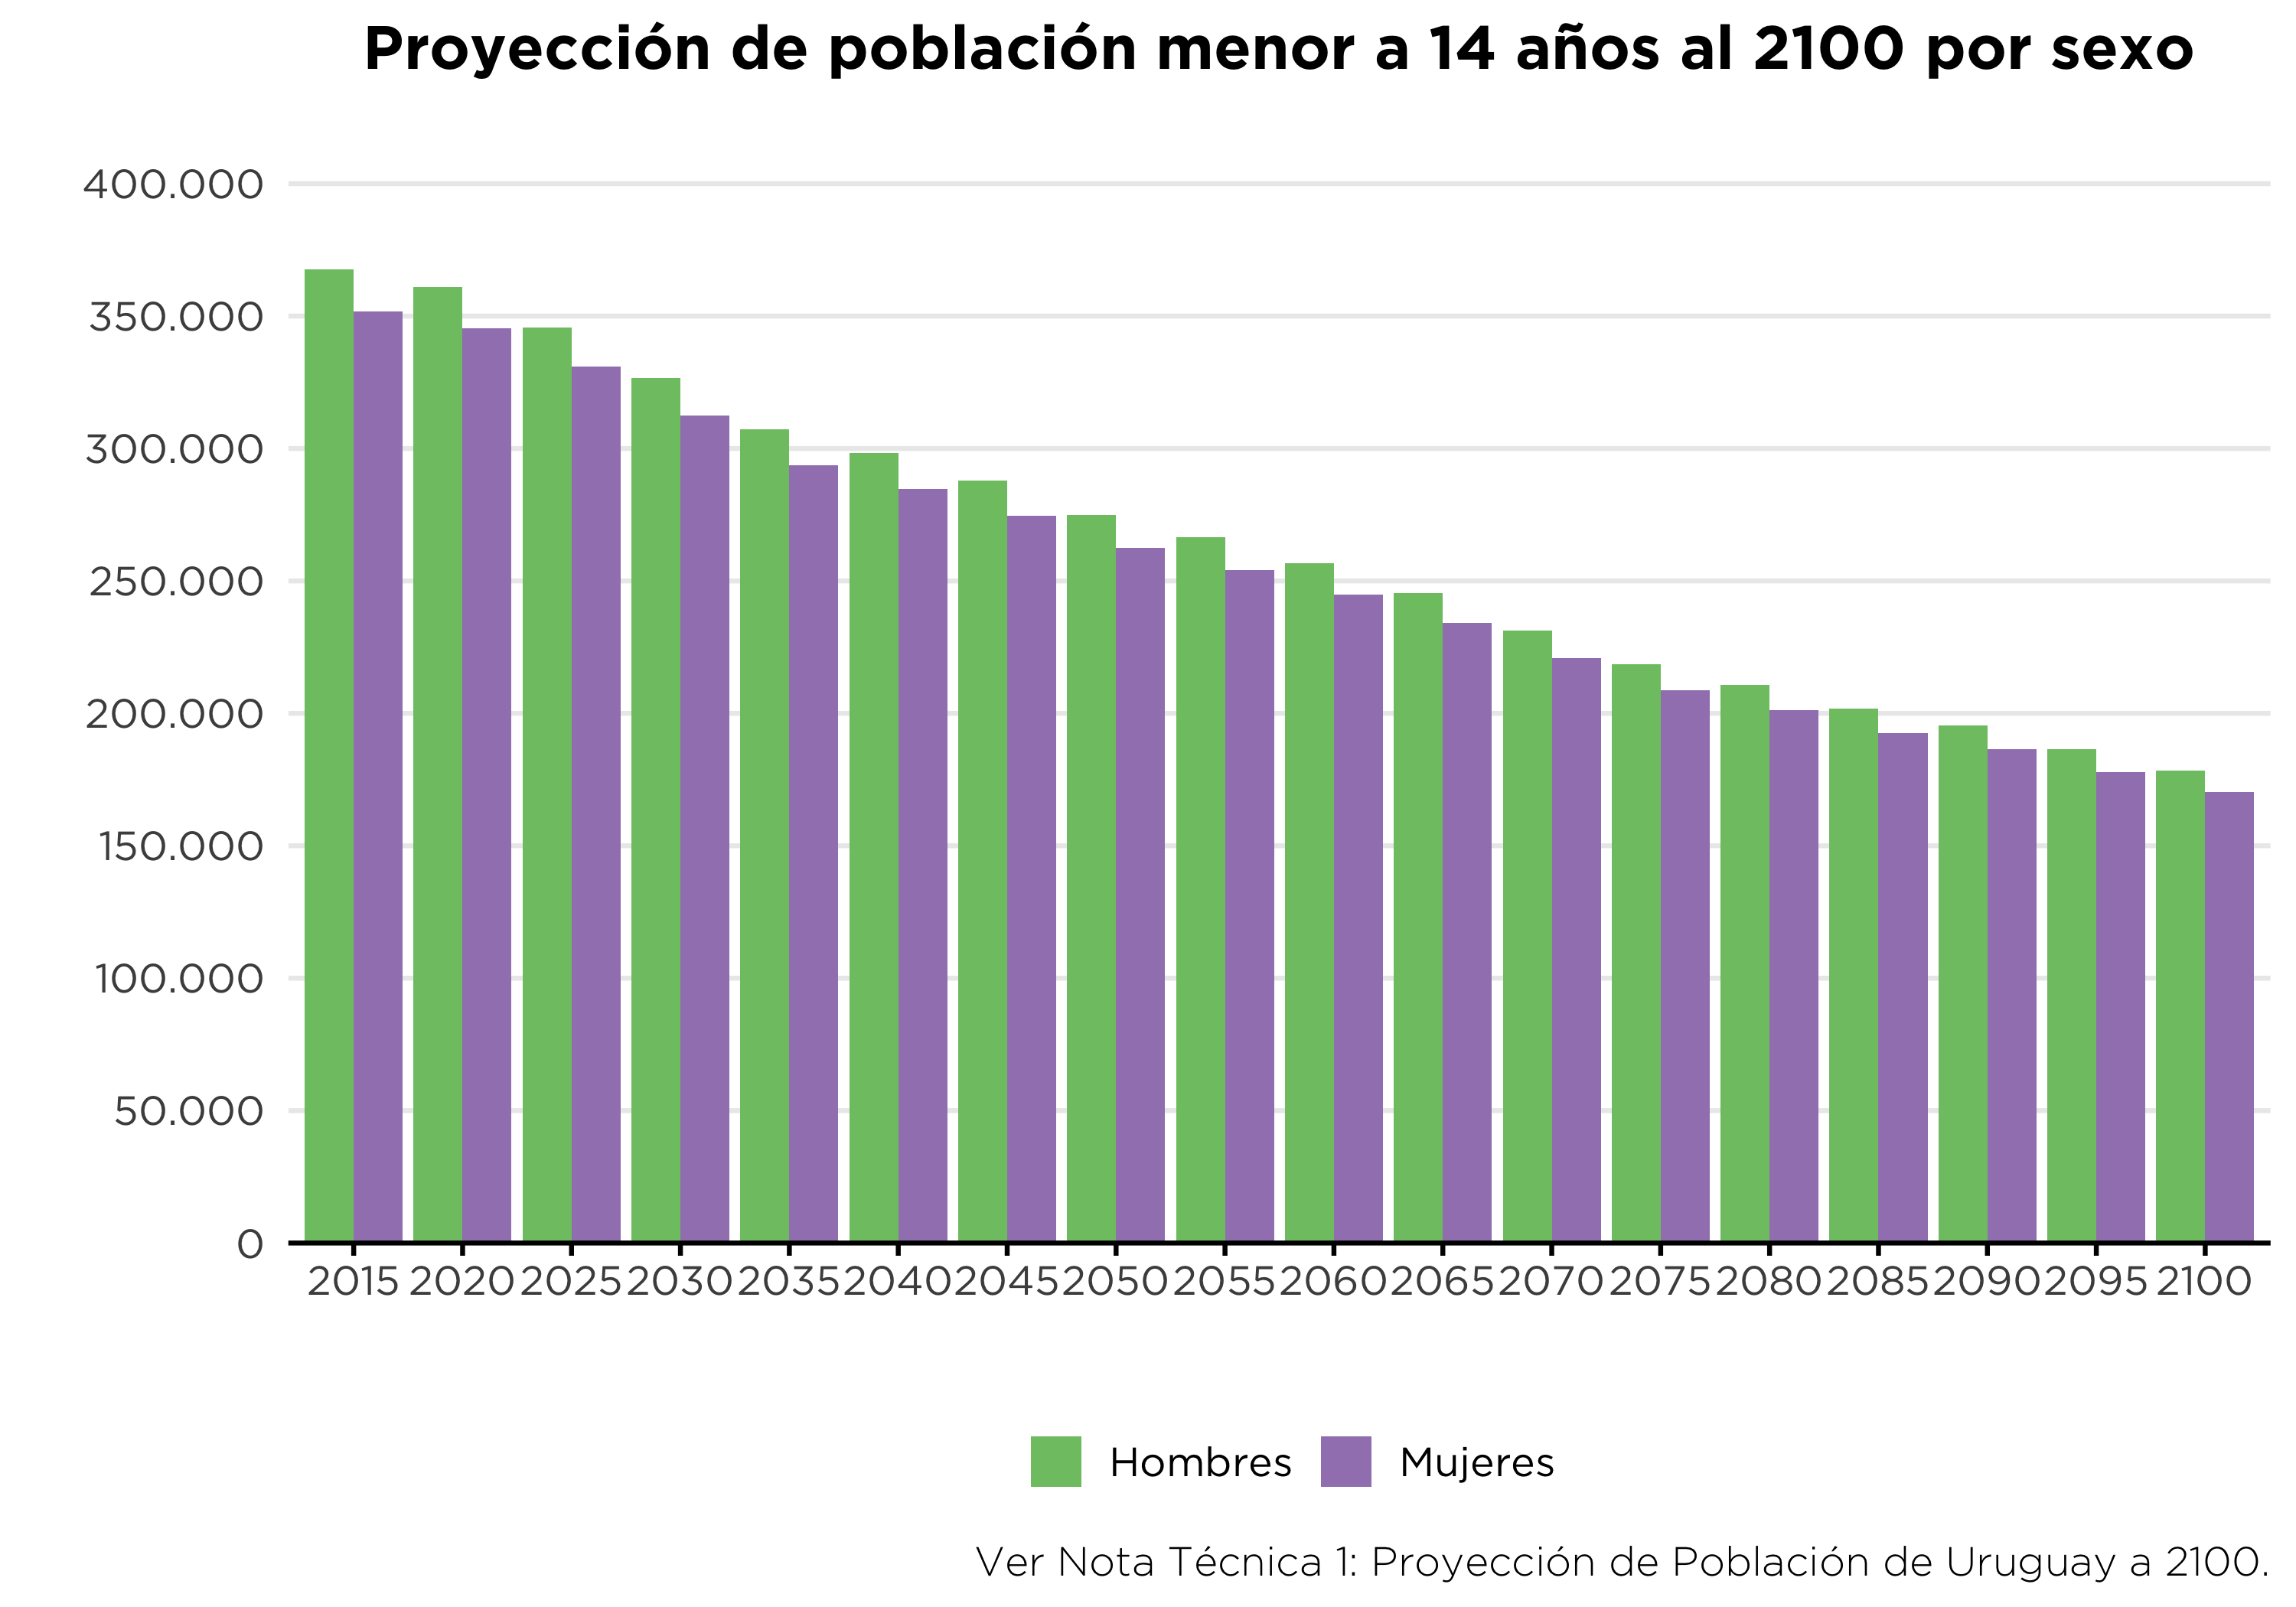 Proyección de población menor a 14 años al 2100 por sexo
400.000
350.000
300.000
250.000
200.000
150.000
100.000
50.000
0
2015 2020 2025 2030 2035 2040 2045 2050 2055 2060 2065 2070 2075 2080 2085 2090 2095 2100
Hombres Mujeres
Ver Nota Técnica 1: Proyección de Población de Uruguay a 2100.